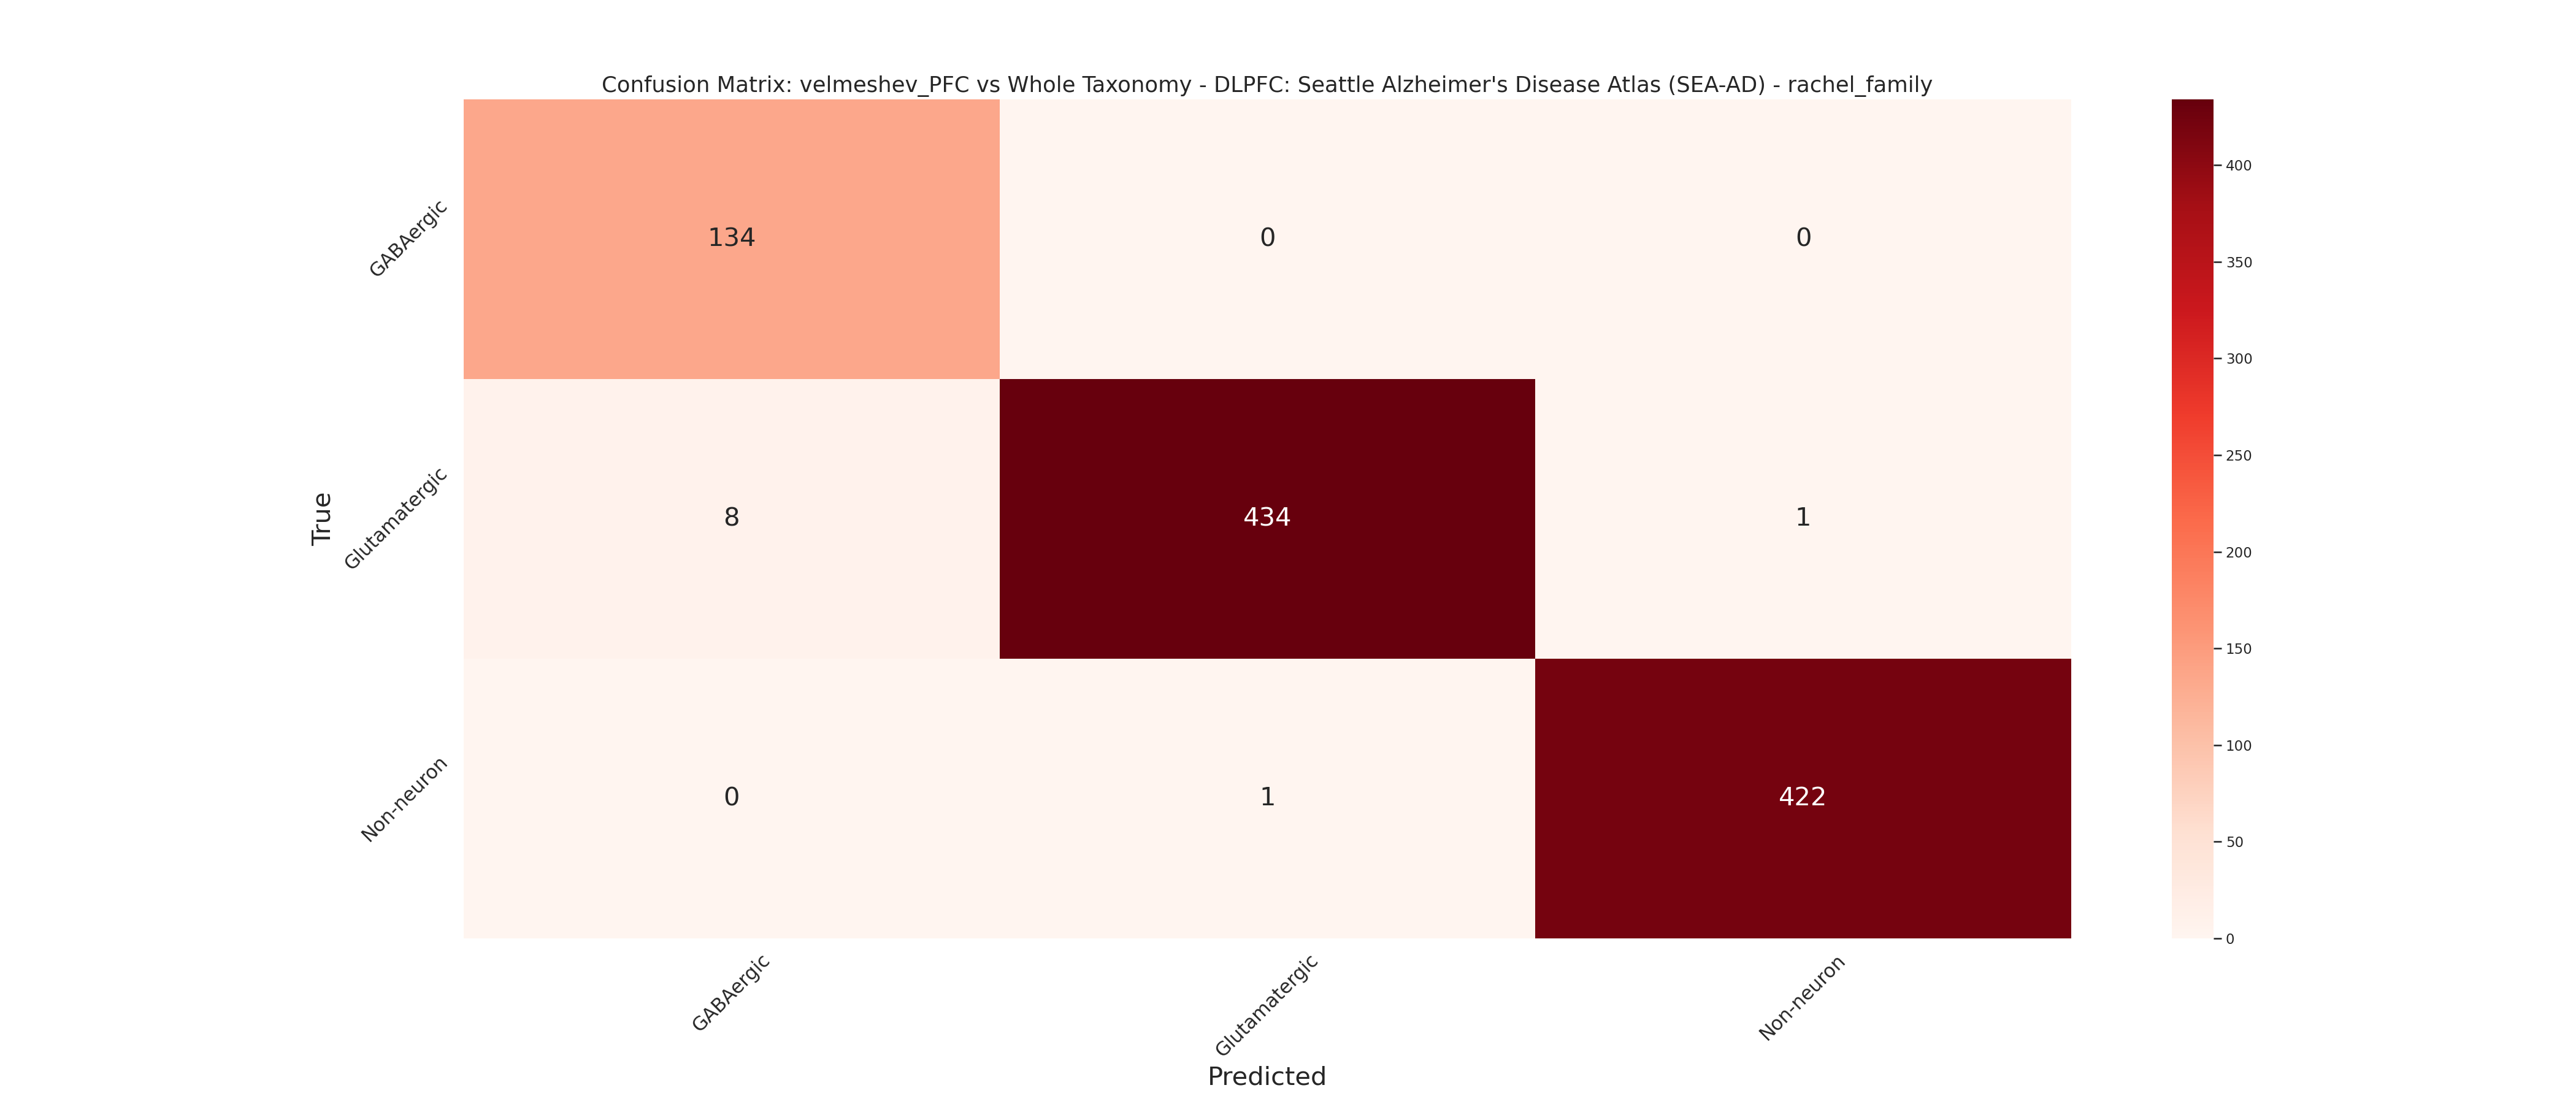 Confusion Matrix: velmeshev_PFC vs Whole Taxonomy - DLPFC: Seattle Alzheimer's Disease Atlas (SEA-AD) - rachel_family
True
GABAergic
134 0 0
Glutamatergic
8 434 1
Non-neuron
0 1 422
GABAergic Glutamatergic Non-neuron
Predicted
400
350
300
250
200
150
100
50
0